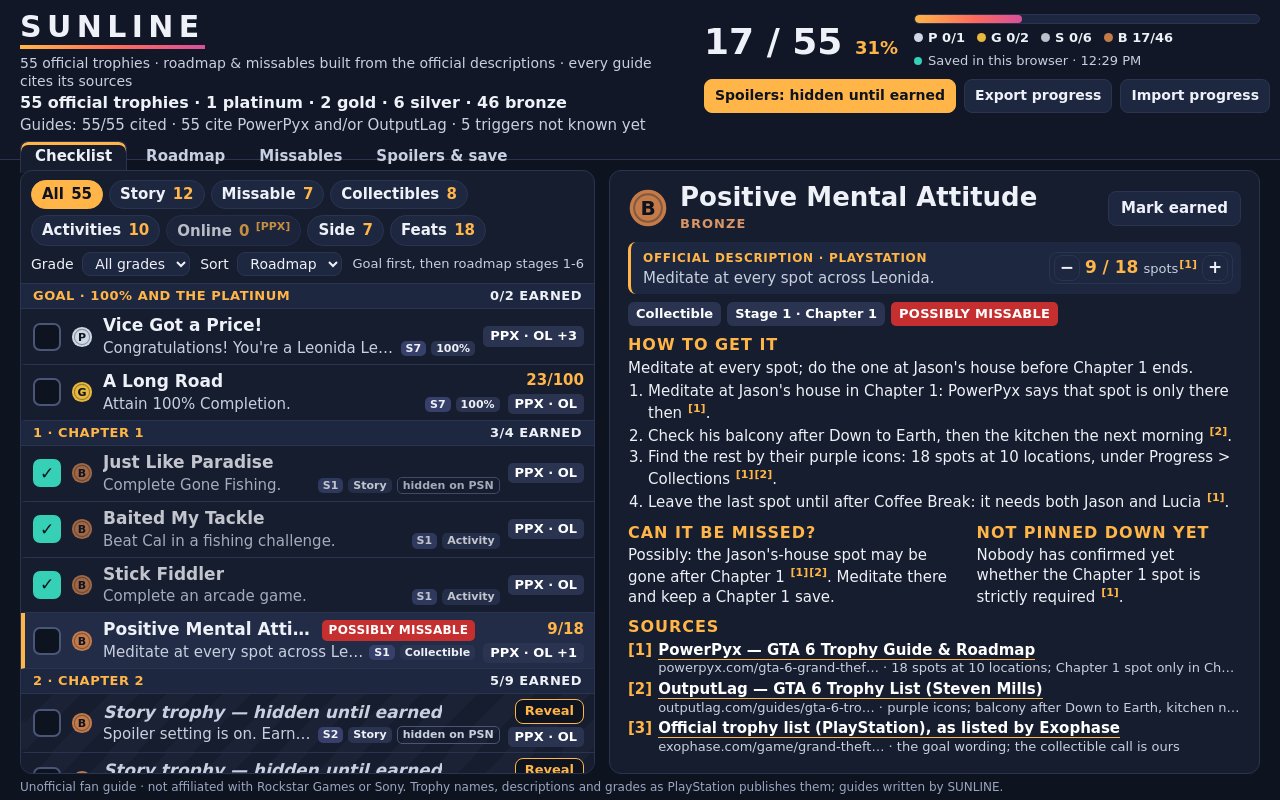 SUNLINE
55 official trophies · roadmap & missables built from the official descriptions · every guide
cites its sources
55 official trophies · 1 platinum · 2 gold · 6 silver · 46 bronze
Guides: 55/55 cited · 55 cite PowerPyx and/or OutputLag · 5 triggers not known yet
17 / 55 31%
P 0/1 G 0/2 S 0/6 B 17/46
Saved in this browser · 12:29 PM
Spoilers: hidden until earned Export progress Import progress
Checklist Roadmap Missables Spoilers & save
All 55 Story 12 Missable 7 Collectibles 8
Activities 10 Online 0 [PPX] Side 7 Feats 18
Grade All grades Sort Roadmap Goal first, then roadmap stages 1-6
GOAL · 100% AND THE PLATINUM 0/2 EARNED
P Vice Got a Price!
Congratulations! You're a Leonida Le... S7 100% PPX · OL +3
G A Long Road 23/100
Attain 100% Completion. S7 100% PPX · OL
1 · CHAPTER 1 3/4 EARNED
✓ B Just Like Paradise
Complete Gone Fishing. S1 Story hidden on PSN PPX · OL
✓ B Baited My Tackle
Beat Cal in a fishing challenge. S1 Activity PPX · OL
✓ B Stick Fiddler
Complete an arcade game. S1 Activity PPX · OL
B Positive Mental Atti... POSSIBLY MISSABLE 9/18
Meditate at every spot across Le... S1 Collectible PPX · OL +1
2 · CHAPTER 2 5/9 EARNED
B Story trophy — hidden until earned Reveal
Spoiler setting is on. Earn... S2 Story hidden on PSN PPX · OL
Story trophy — hidden until earned Reveal
B Positive Mental Attitude Mark earned
BRONZE
OFFICIAL DESCRIPTION · PLAYSTATION
Meditate at every spot across Leonida. − 9 / 18 spots[1] +
Collectible Stage 1 · Chapter 1 POSSIBLY MISSABLE
HOW TO GET IT
Meditate at every spot; do the one at Jason's house before Chapter 1 ends.
1. Meditate at Jason's house in Chapter 1: PowerPyx says that spot is only there
then [1].
2. Check his balcony after Down to Earth, then the kitchen the next morning [2].
3. Find the rest by their purple icons: 18 spots at 10 locations, under Progress >
Collections [1][2].
4. Leave the last spot until after Coffee Break: it needs both Jason and Lucia [1].
CAN IT BE MISSED?
Possibly: the Jason's-house spot may be
gone after Chapter 1 [1][2]. Meditate there
and keep a Chapter 1 save.
NOT PINNED DOWN YET
Nobody has confirmed yet
whether the Chapter 1 spot is
strictly required [1].
SOURCES
[1] PowerPyx — GTA 6 Trophy Guide & Roadmap
powerpyx.com/gta-6-grand-thef... · 18 spots at 10 locations; Chapter 1 spot only in Ch...
[2] OutputLag — GTA 6 Trophy List (Steven Mills)
outputlag.com/guides/gta-6-tro... · purple icons; balcony after Down to Earth, kitchen n...
[3] Official trophy list (PlayStation), as listed by Exophase
exophase.com/game/grand-theft... · the goal wording; the collectible call is ours
Unofficial fan guide · not affiliated with Rockstar Games or Sony. Trophy names, descriptions and grades as PlayStation publishes them; guides written by SUNLINE.